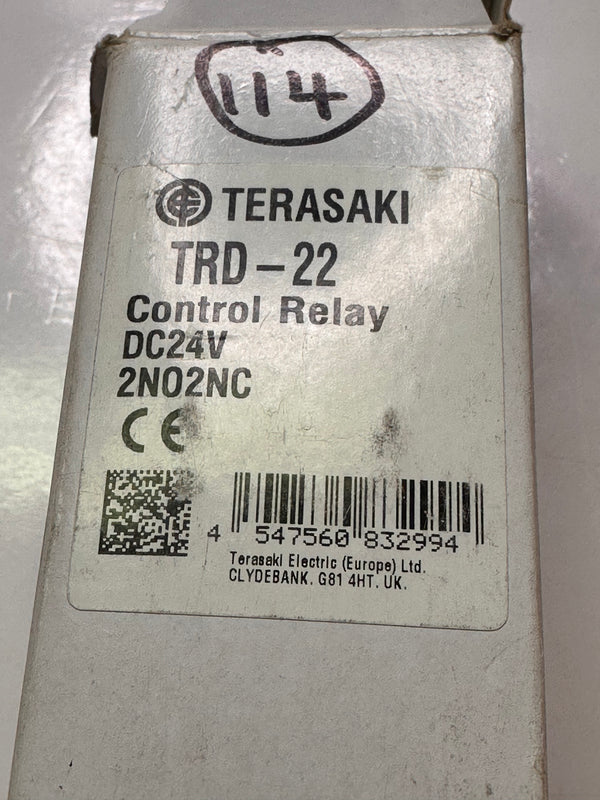 114
TERASAKI
TRD-22
Control Relay
DC24V
2NO2NC
CE
4 547560 832994
Terasaki Electric (Europe) Ltd.
CLYDEBANK. G81 4HT. UK.